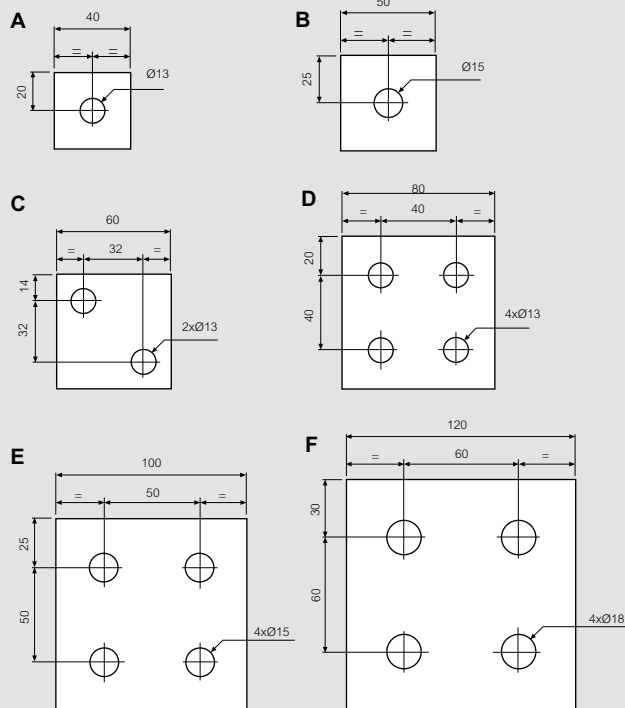 A
40
= =
20
Ø13
B
50
= =
25
Ø15
C
60
= 32 =
14
32
2xØ13
D
80
= 40 =
20
40
4xØ13
E
100
= 50 =
25
50
4xØ15
F
120
= 60 =
30
60
4xØ18